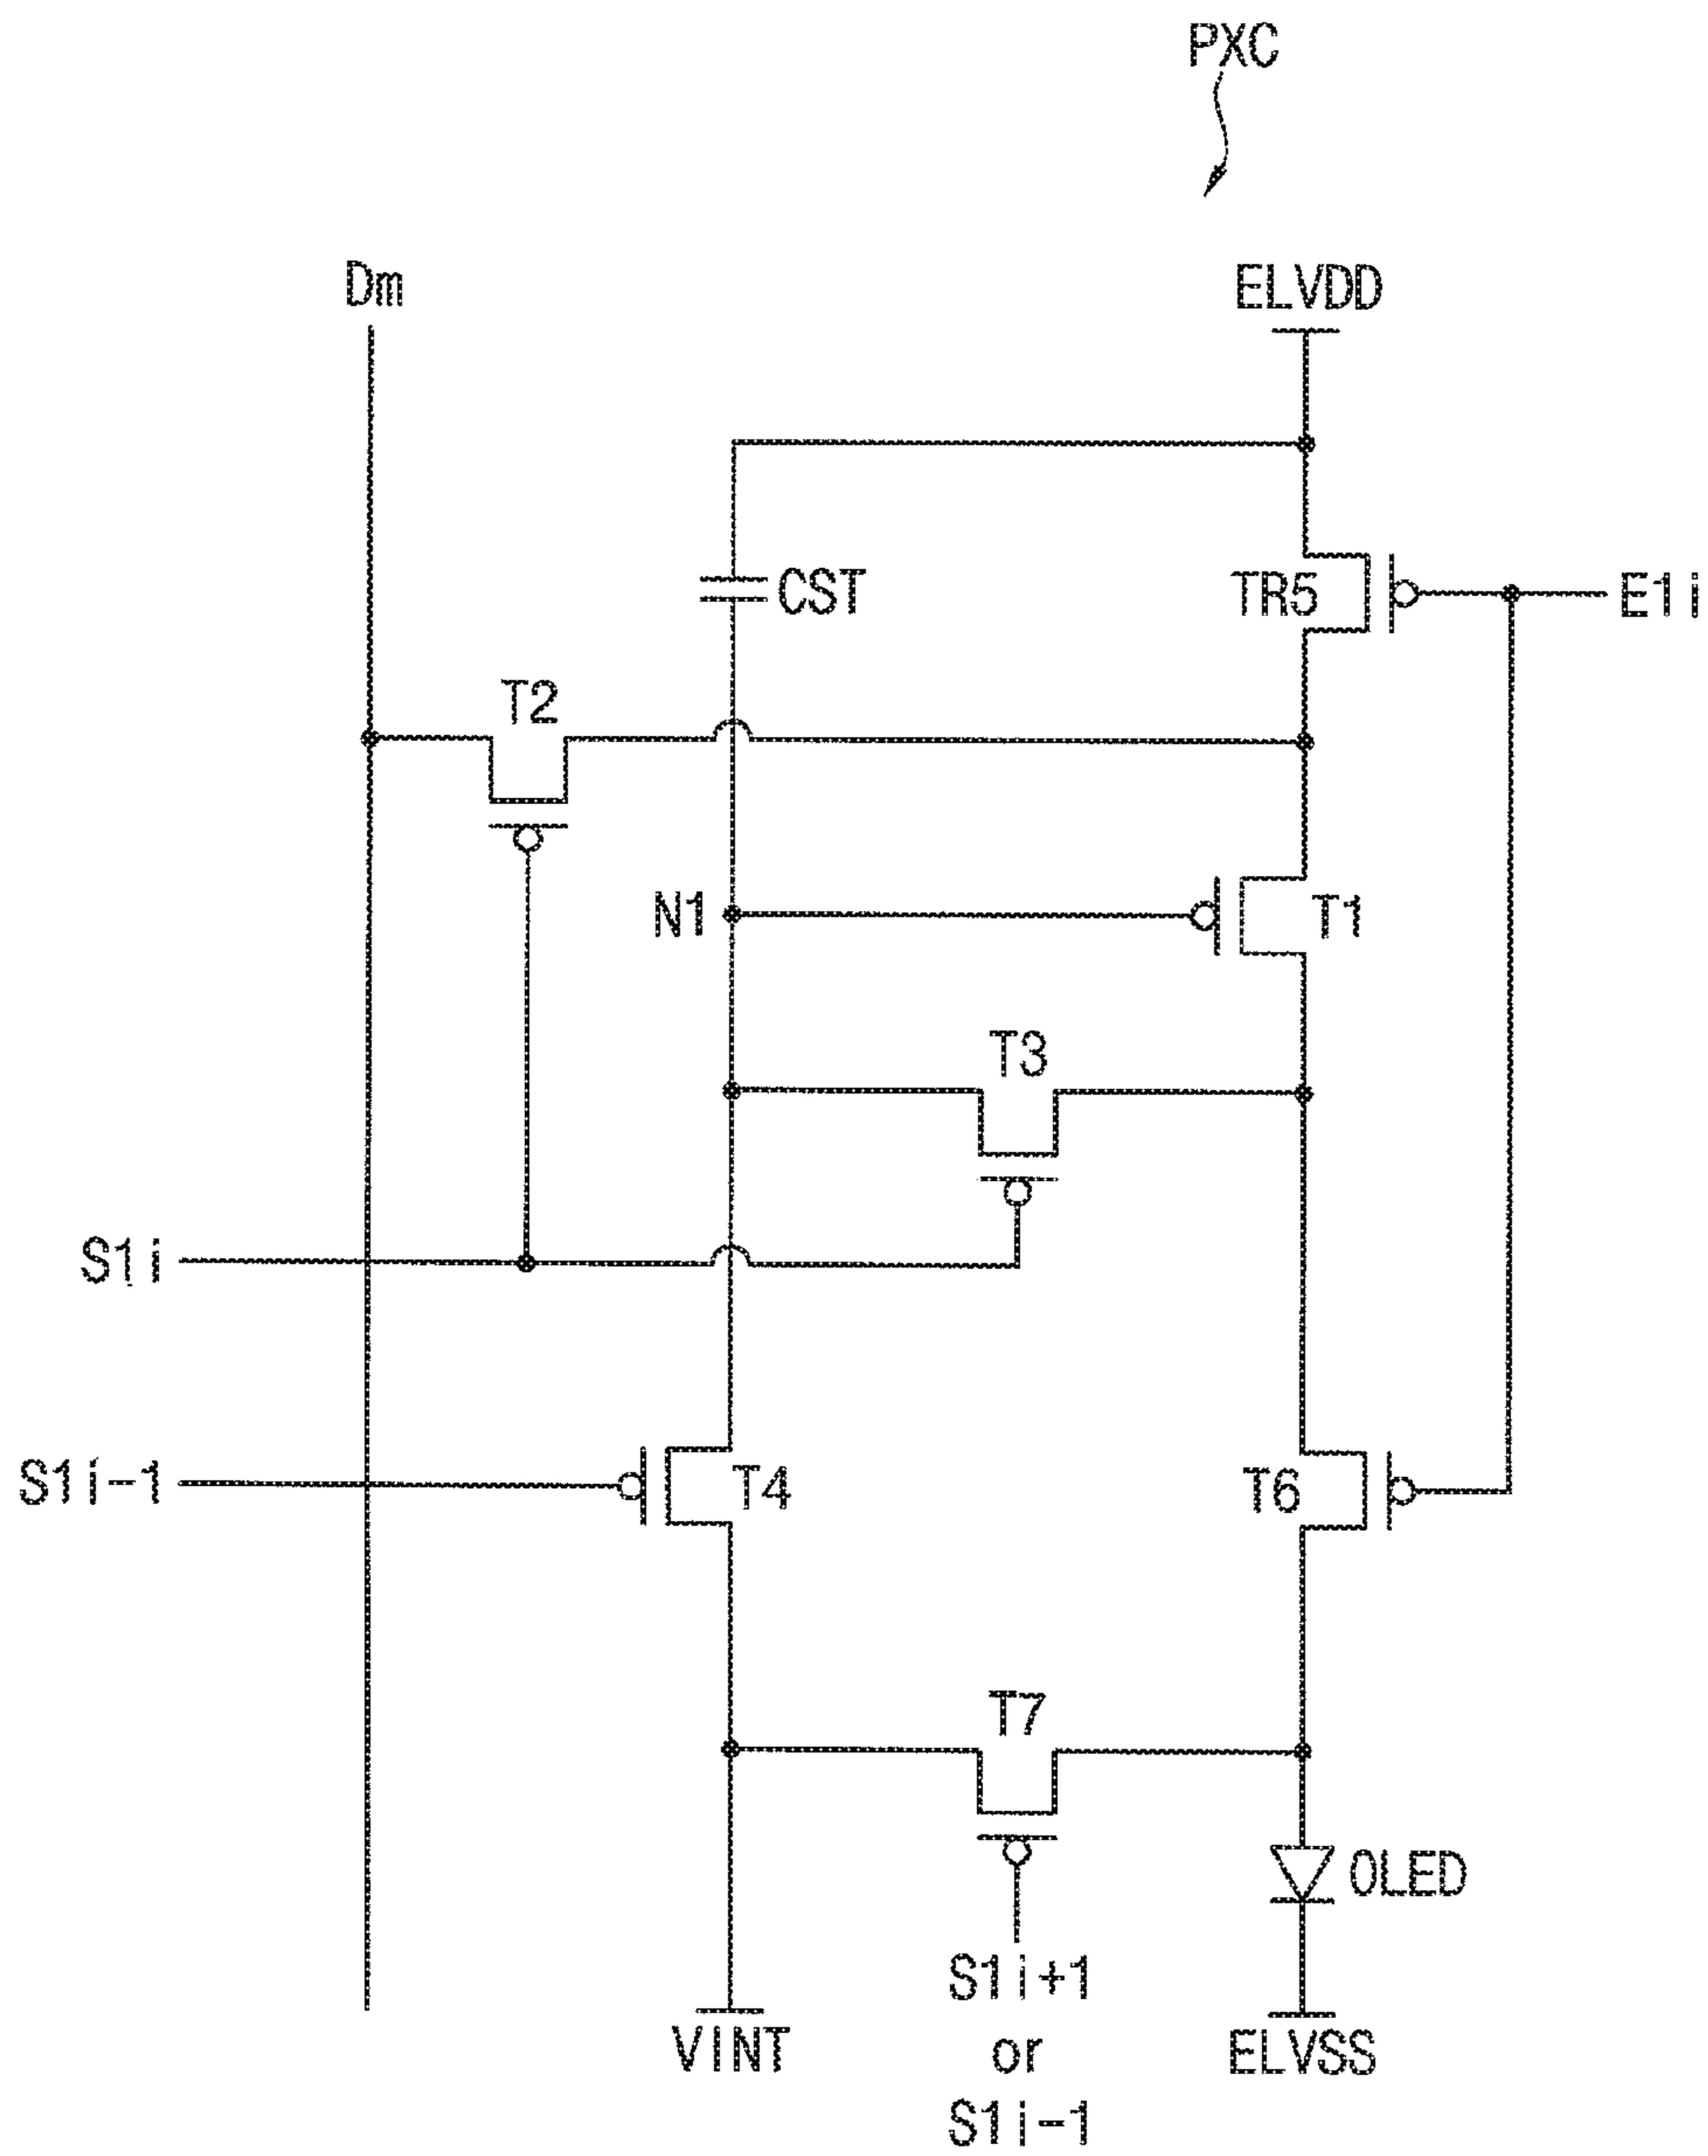 PXC
Dm
ELVDD
CST
TR5
E1i
T2
N1
T1
T3
S1i
S1i-1
T4
T6
T7
OLED
S1i+1
or
S1i-1
VINT
ELVSS